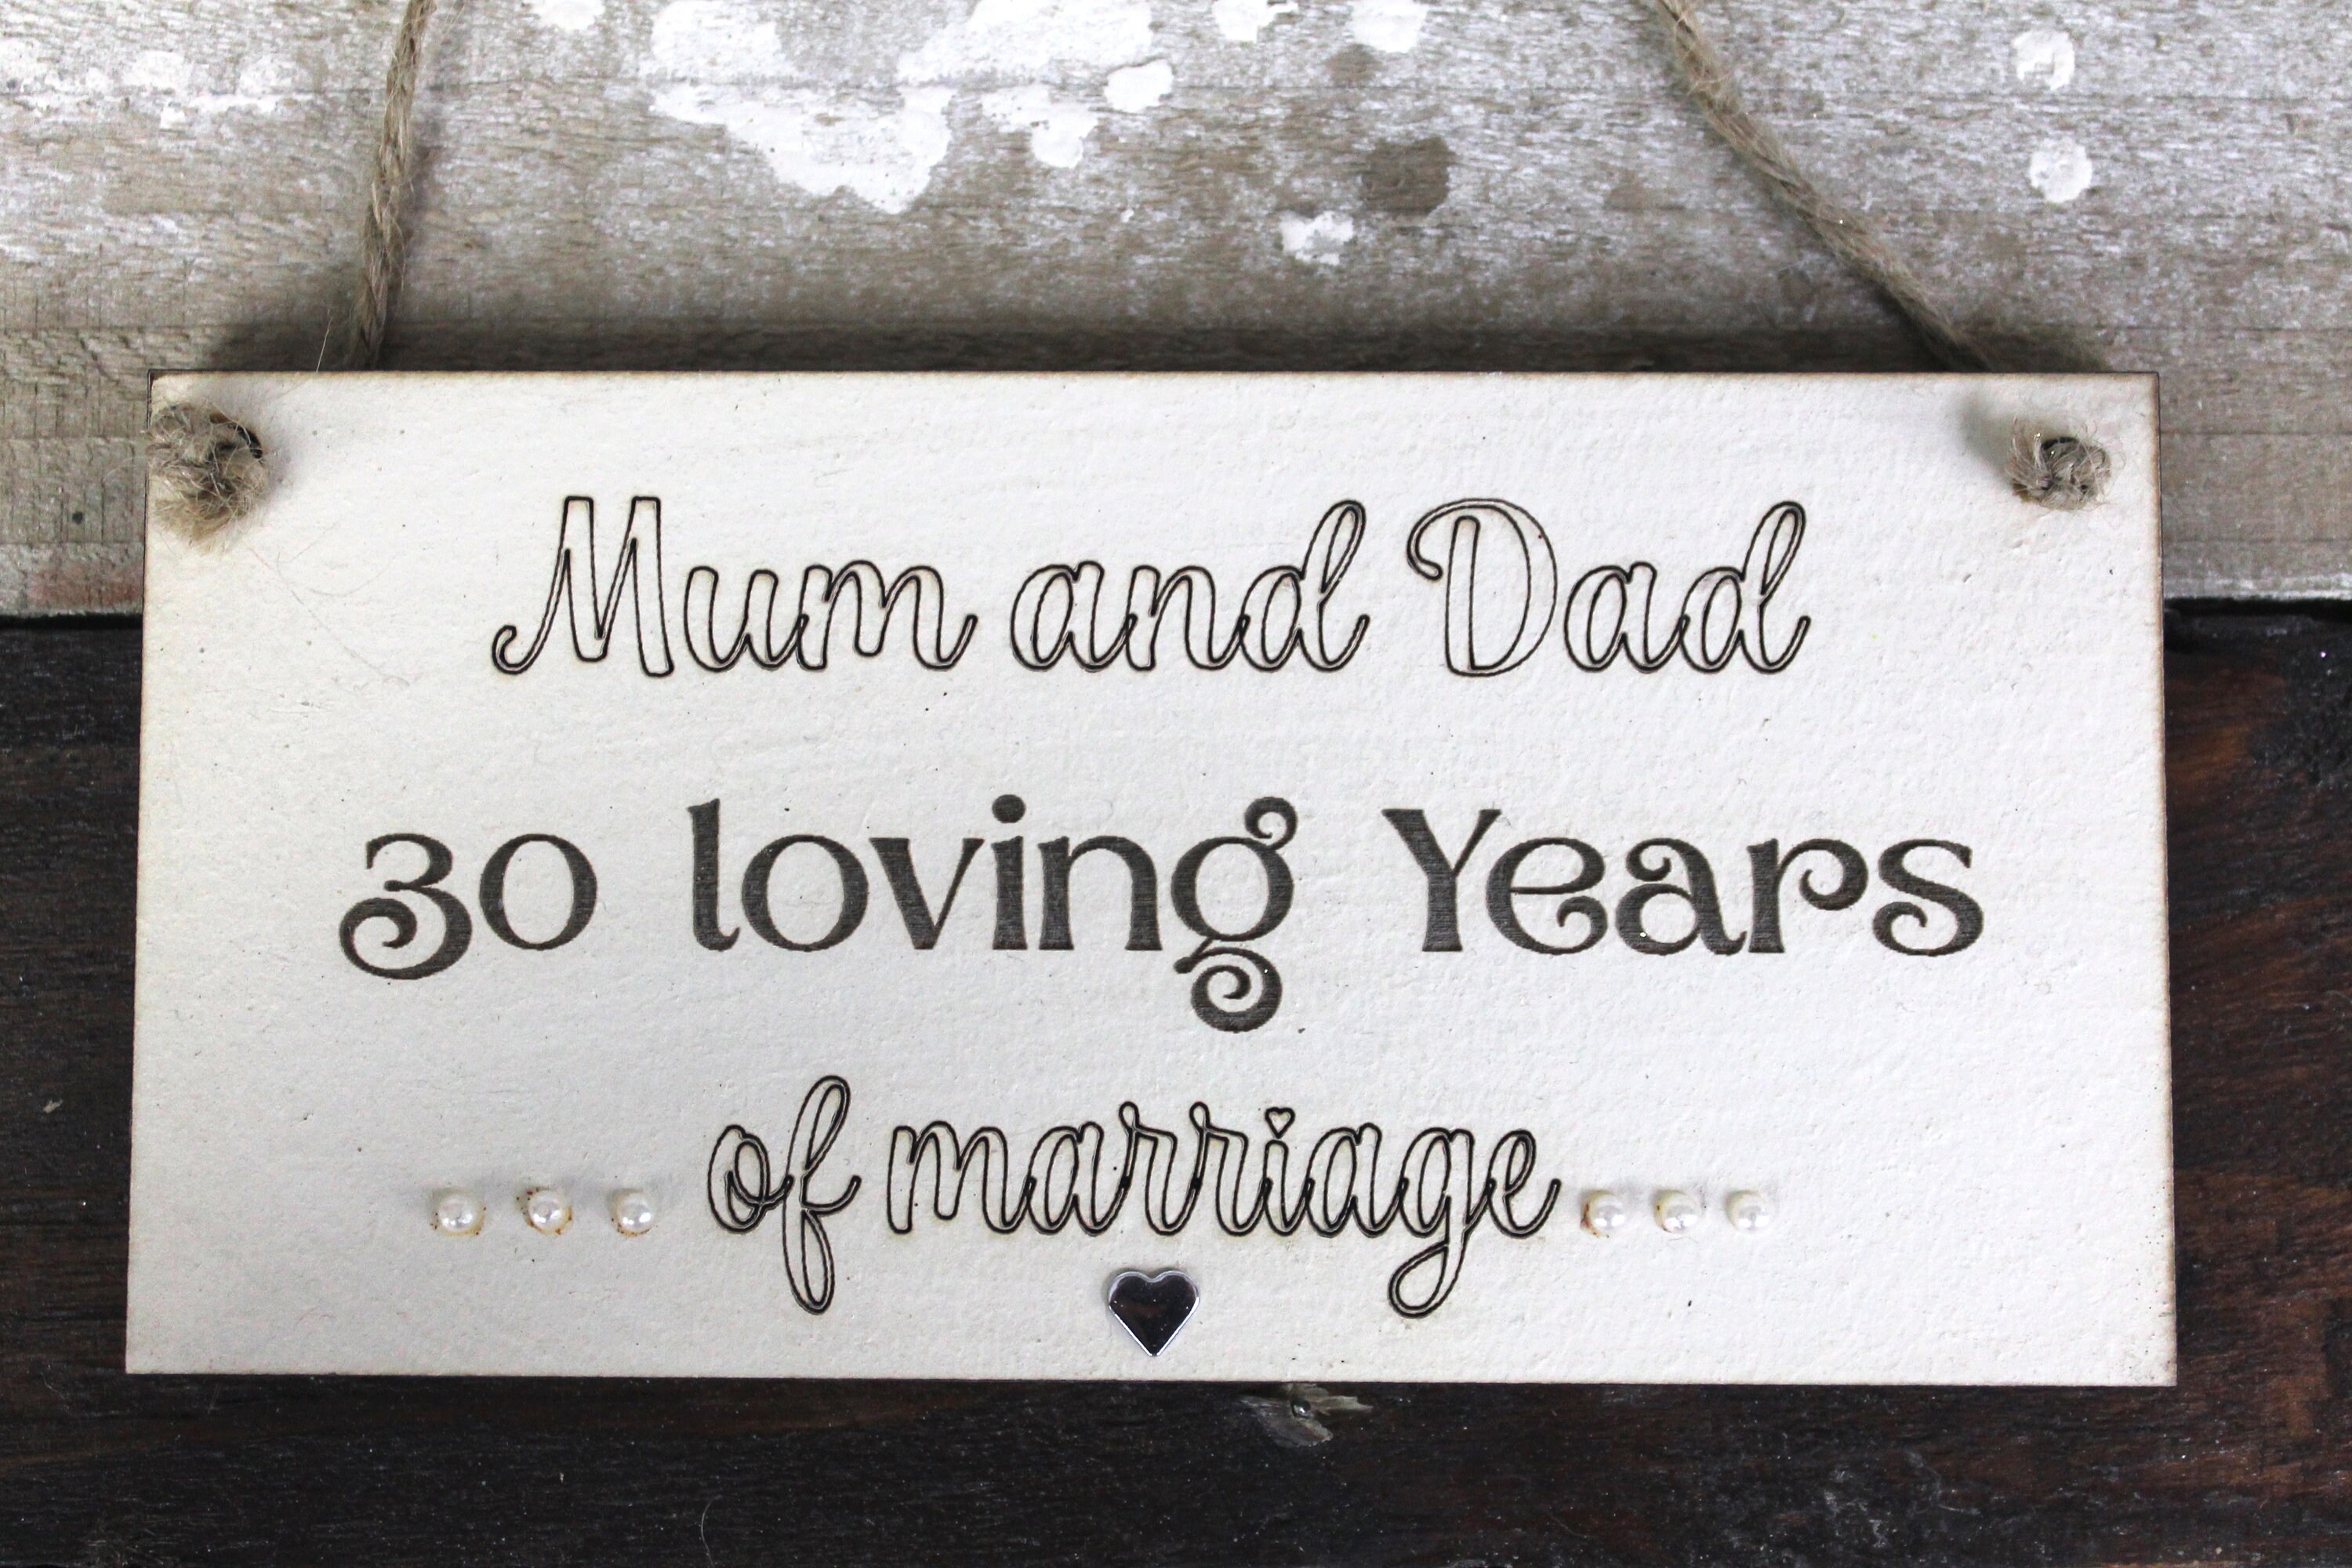 Mum and Dad
30 loving Years
of marriage